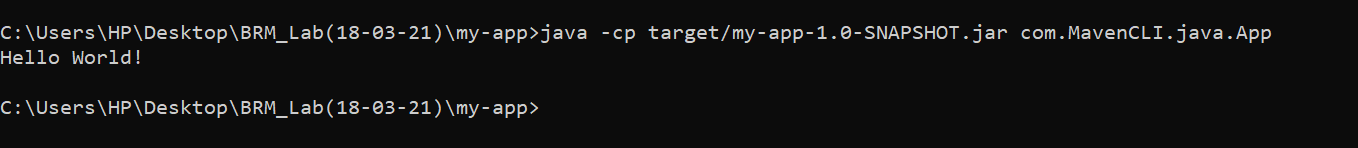 C:\Users\HP\Desktop\BRM_Lab(18-03-21)\my-app>java -cp target/my-app-1.0-SNAPSHOT.jar com.MavenCLI.java.App
Hello World!
C:\Users\HP\Desktop\BRM_Lab(18-03-21)\my-app>